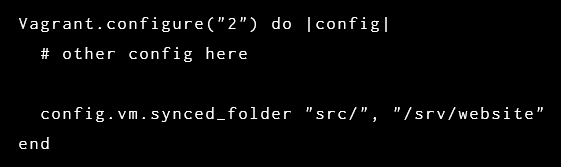 Vagrant.configure("2") do |config|
  # other config here

  config.vm.synced_folder "src/", "/srv/website"
end